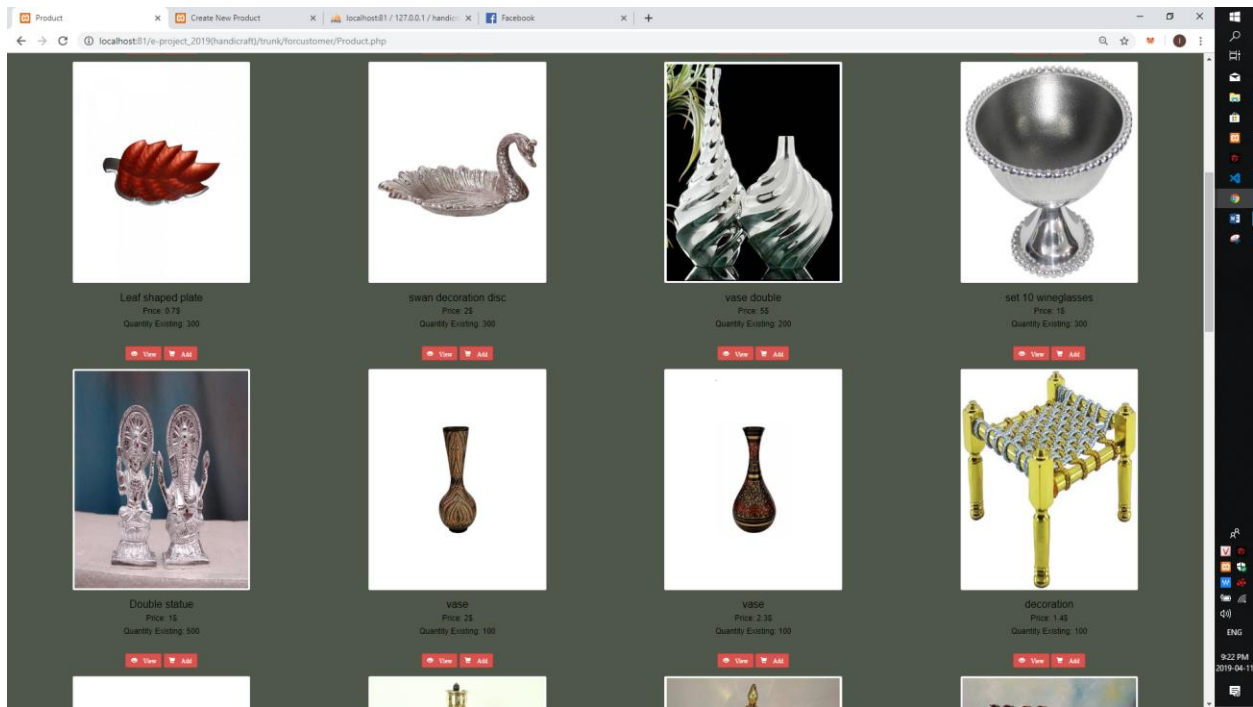 Product
Create New Product
localhost:81 / 127.0.0.1 / handic
Facebook
localhost:81/e-project_2019(handicraft)/trunk/forcustomer/Product.php
Leaf shaped plate
Price: 0.7$
Quantity Existing: 300
View Add
swan decoration disc
Price: 2$
Quantity Existing: 300
View Add
vase double
Price: 5$
Quantity Existing: 200
View Add
set 10 wineglasses
Price: 1$
Quantity Existing: 300
View Add
Double statue
Price: 1$
Quantity Existing: 500
View Add
vase
Price: 2$
Quantity Existing: 100
View Add
vase
Price: 2.3$
Quantity Existing: 100
View Add
decoration
Price: 1.4$
Quantity Existing: 100
View Add
ENG
9:22 PM
2019-04-11